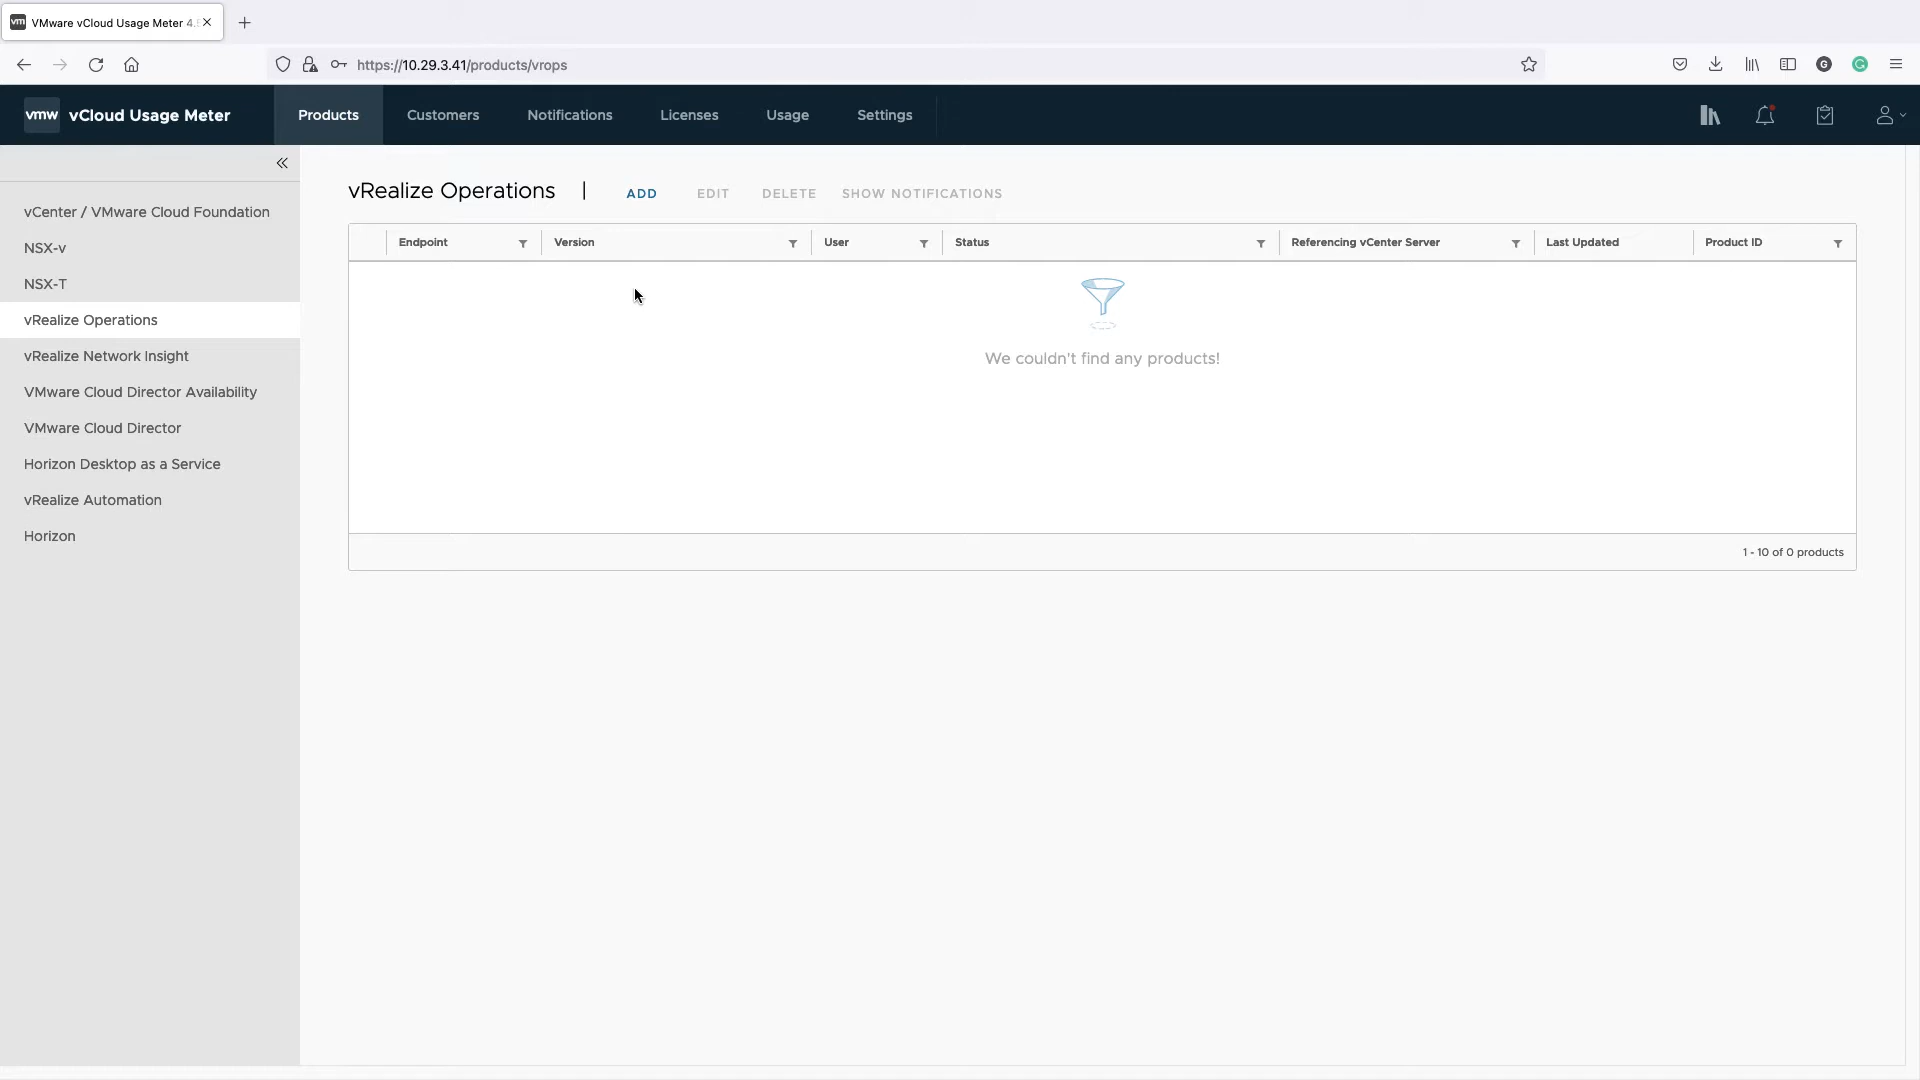 vm VMware vCloud Usage Meter 4.
https://10.29.3.41/products/vrops
G
vmw vCloud Usage Meter Products Customers Notifications Licenses Usage Settings
vCenter / VMware Cloud Foundation
NSX-v
NSX-T
vRealize Operations
vRealize Network Insight
VMware Cloud Director Availability
VMware Cloud Director
Horizon Desktop as a Service
vRealize Automation
Horizon
vRealize Operations | ADD EDIT DELETE SHOW NOTIFICATIONS
Endpoint Version User Status Referencing vCenter Server Last Updated Product ID
We couldn't find any products!
1 - 10 of 0 products